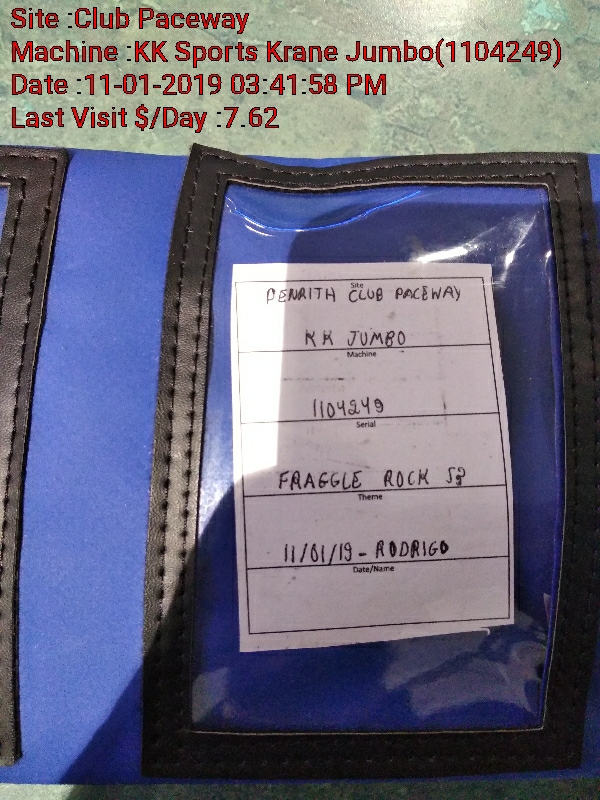 Site :Club Paceway
Machine :KK Sports Krane Jumbo(1104249)
Date :11-01-2019 03:41:58 PM
Last Visit $/Day :7.62
Site
PENRITH CLUB PACEWAY
KK JUMBO
Machine
1104249
Serial
FRAGGLE ROCK
Theme
11/01/19 - RODRIGO
Date/Name